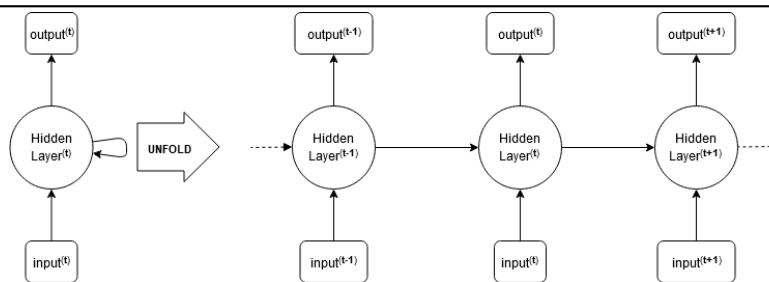 output(t)
Hidden
Layer(t)
input(t)
UNFOLD
output(t-1)
Hidden
Layer(t-1)
input(t-1)
output(t)
Hidden
Layer(t)
input(t)
output(t+1)
Hidden
Layer(t+1)
input(t+1)